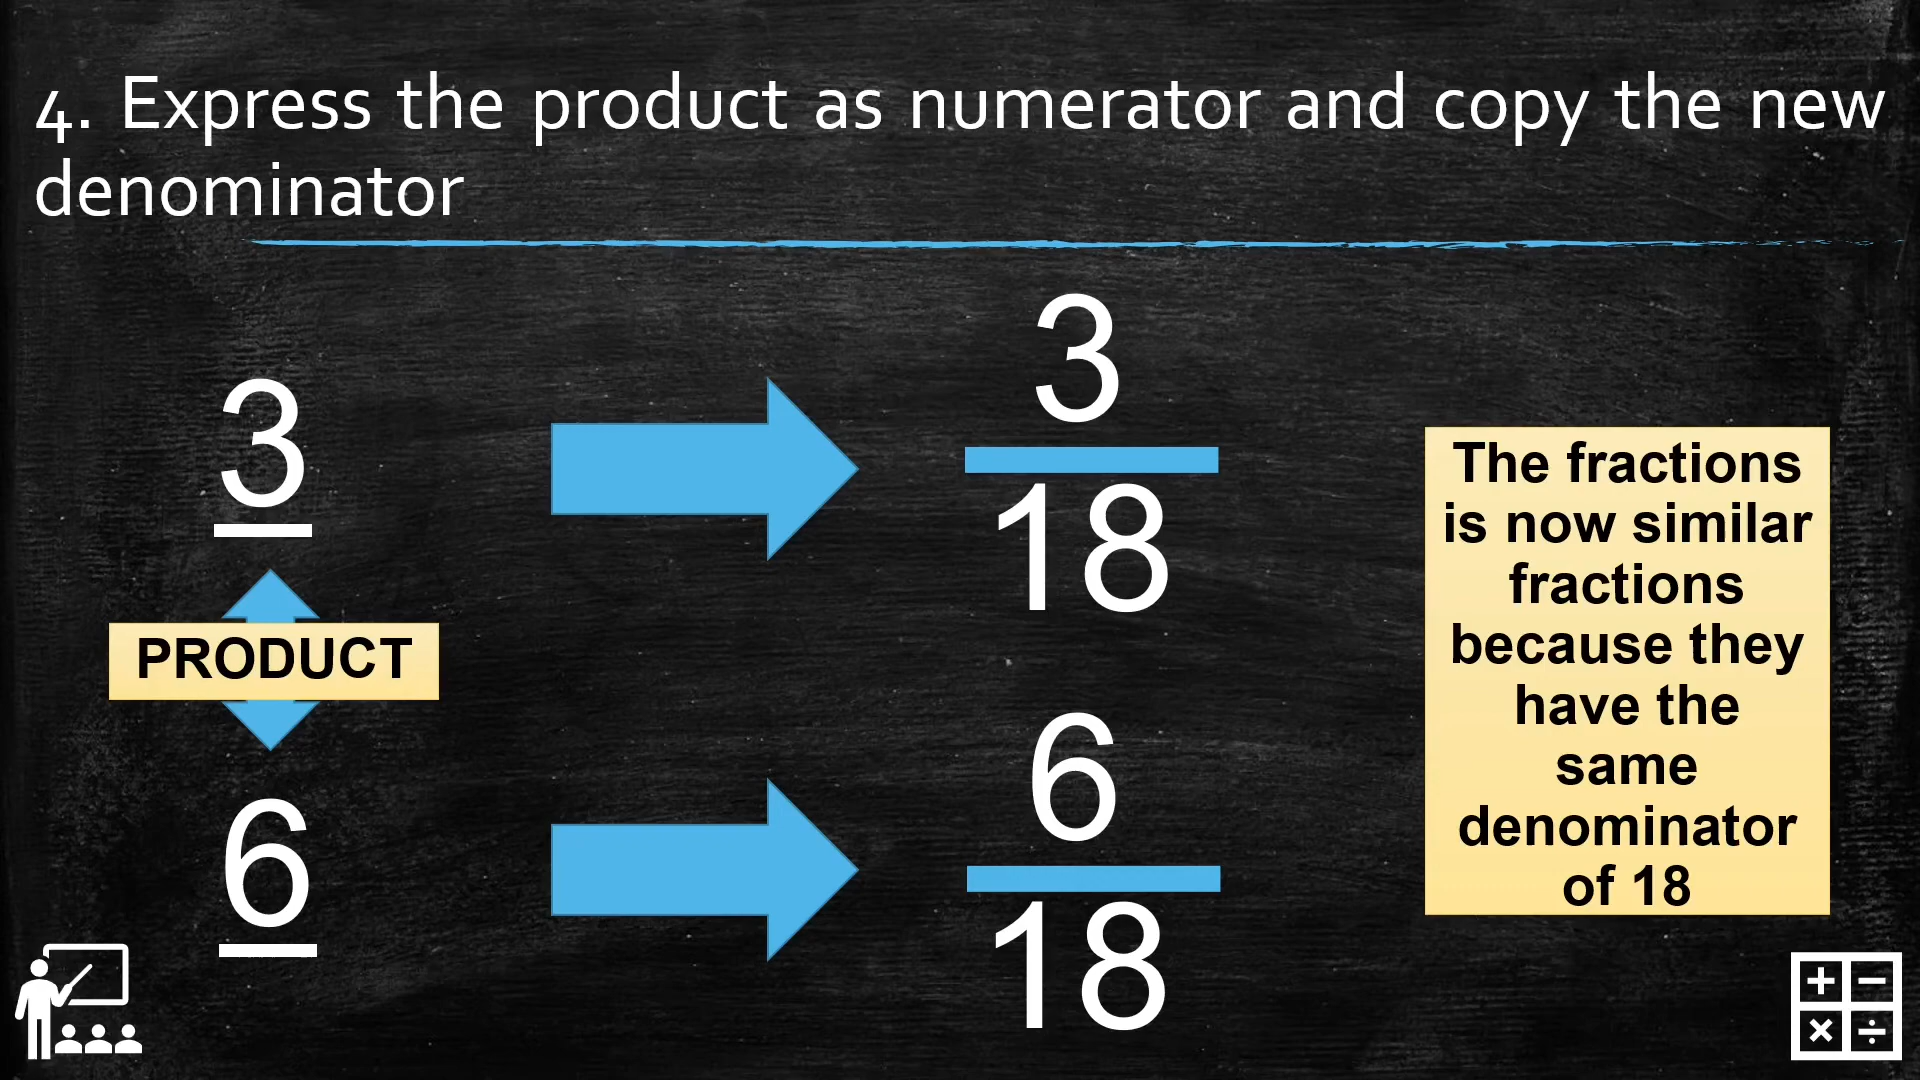 4. Express the product as numerator and copy the new
denominator
3
3
18
PRODUCT
6
6
18
The fractions
is now similar
fractions
because they
have the
same
denominator
of 18
+ −
× ÷